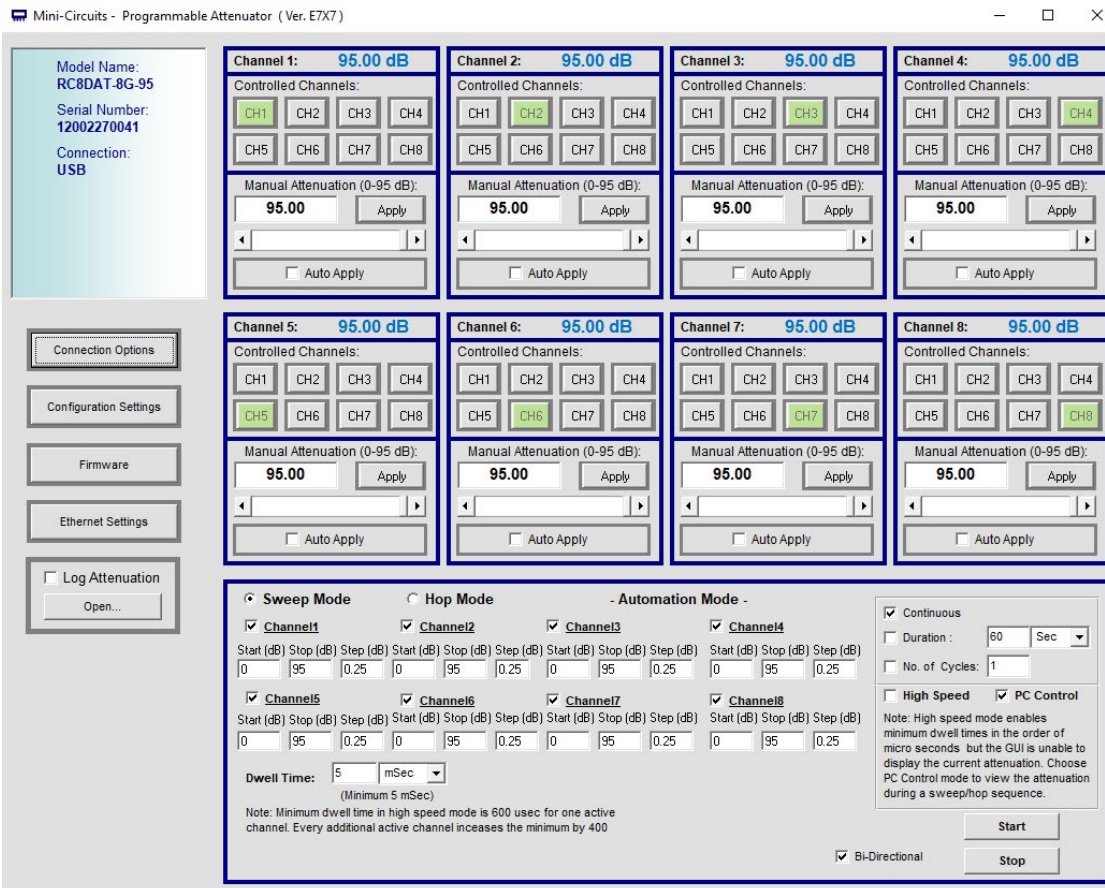 Mini-Circuits - Programmable Attenuator ( Ver. E7X7 )
Model Name:
RC8DAT-8G-95
Serial Number:
12002270041
Connection:
USB
Connection Options
Configuration Settings
Firmware
Ethernet Settings
Log Attenuation
Open...
Channel 1: 95.00 dB
Controlled Channels:
CH1 CH2 CH3 CH4
CH5 CH6 CH7 CH8
Manual Attenuation (0-95 dB):
95.00 Apply
Auto Apply
Channel 2: 95.00 dB
Controlled Channels:
CH1 CH2 CH3 CH4
CH5 CH6 CH7 CH8
Manual Attenuation (0-95 dB):
95.00 Apply
Auto Apply
Channel 3: 95.00 dB
Controlled Channels:
CH1 CH2 CH3 CH4
CH5 CH6 CH7 CH8
Manual Attenuation (0-95 dB):
95.00 Apply
Auto Apply
Channel 4: 95.00 dB
Controlled Channels:
CH1 CH2 CH3 CH4
CH5 CH6 CH7 CH8
Manual Attenuation (0-95 dB):
95.00 Apply
Auto Apply
Channel 5: 95.00 dB
Controlled Channels:
CH1 CH2 CH3 CH4
CH5 CH6 CH7 CH8
Manual Attenuation (0-95 dB):
95.00 Apply
Auto Apply
Channel 6: 95.00 dB
Controlled Channels:
CH1 CH2 CH3 CH4
CH5 CH6 CH7 CH8
Manual Attenuation (0-95 dB):
95.00 Apply
Auto Apply
Channel 7: 95.00 dB
Controlled Channels:
CH1 CH2 CH3 CH4
CH5 CH6 CH7 CH8
Manual Attenuation (0-95 dB):
95.00 Apply
Auto Apply
Channel 8: 95.00 dB
Controlled Channels:
CH1 CH2 CH3 CH4
CH5 CH6 CH7 CH8
Manual Attenuation (0-95 dB):
95.00 Apply
Auto Apply
Sweep Mode Hop Mode - Automation Mode -
Channel1 Channel2 Channel3 Channel4
Start (dB) Stop (dB) Step (dB) Start (dB) Stop (dB) Step (dB) Start (dB) Stop (dB) Step (dB) Start (dB) Stop (dB) Step (dB)
0 95 0.25 0 95 0.25 0 95 0.25 0 95 0.25
Channel5 Channel6 Channel7 Channel8
Start (dB) Stop (dB) Step (dB) Start (dB) Stop (dB) Step (dB) Start (dB) Stop (dB) Step (dB) Start (dB) Stop (dB) Step (dB)
0 95 0.25 0 95 0.25 0 95 0.25 0 95 0.25
Dwell Time: 5 mSec
(Minimum 5 mSec)
Note: Minimum dwell time in high speed mode is 600 usec for one active
channel. Every additional active channel inceases the minimum by 400
Continuous
Duration : 60 Sec
No. of Cycles: 1
High Speed PC Control
Note: High speed mode enables
minimum dwell times in the order of
micro seconds but the GUI is unable to
display the current attenuation. Choose
PC Control mode to view the attenuation
during a sweep/hop sequence.
Start
Bi-Directional
Stop